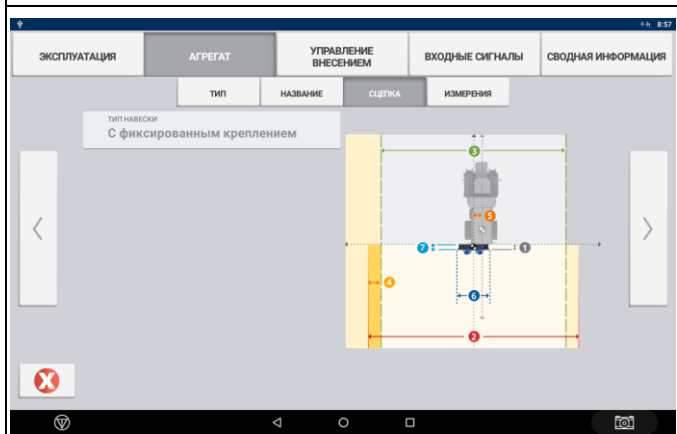 8:57
ЭКСПЛУАТАЦИЯ
АГРЕГАТ
УПРАВЛЕНИЕ
ВНЕСЕНИЕМ
ВХОДНЫЕ СИГНАЛЫ
СВОДНАЯ ИНФОРМАЦИЯ
ТИП
НАЗВАНИЕ
СЦЕПКА
ИЗМЕРЕНИЯ
ТИП НАВЕСКИ
С фиксированным креплением
3
5
7
1
4
6
2